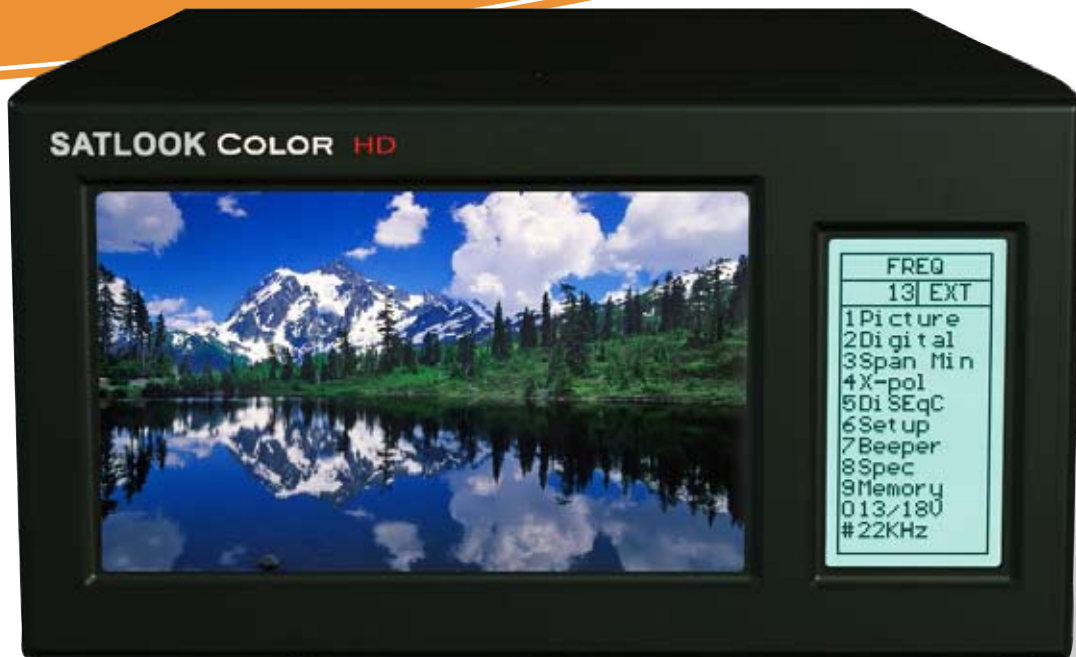 SATLOOK COLOR HD
FREQ
13| EXT
1Picture
2Digital
3Span Min
4X-pol
5DiSEqC
6Setup
7Beeper
8Spec
9Memory
013/18V
#22KHz